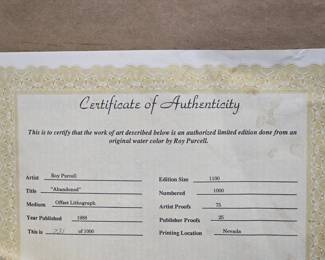 Certificate of Authenticity
This is to certify that the work of art described below is an authorized limited edition done from an
original water color by Roy Purcell.
Artist Roy Purcell
Title "Abandoned"
Medium Offset Lithograph
Year Published 1988
This is 231 of 1000
Edition Size 1100
Numbered 1000
Artist Proofs 75
Publisher Proofs 25
Printing Location Nevada